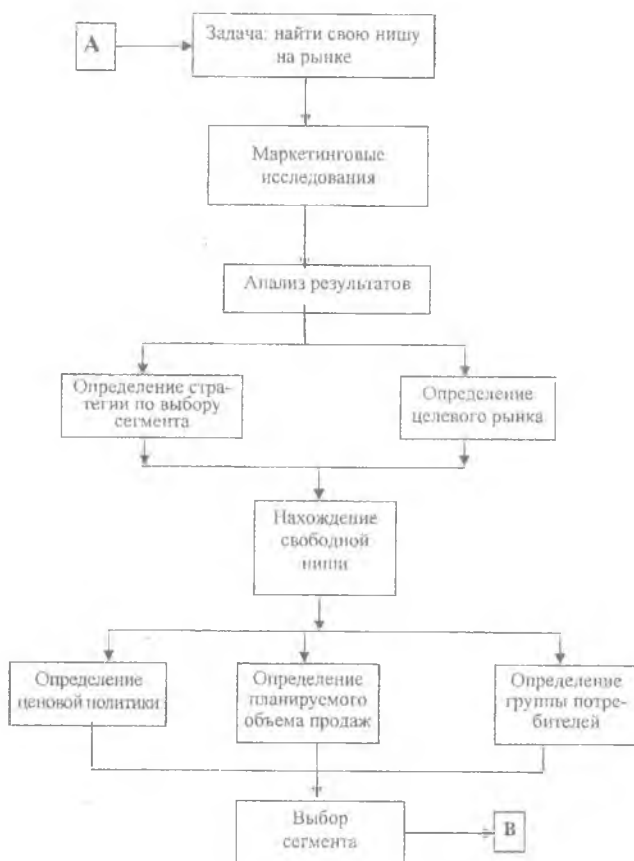 А
Задача: найти свою нишу
на рынке
Маркетинговые
исследования
Анализ результатов
Определение стра-
тегии по выбору
сегмента
Определение
целевого рынка
Нахождение
свободной
ниши
Определение
ценовой политики
Определение
планируемого
объема продаж
Определение
группы потре-
бителей
Выбор
сегмента
В